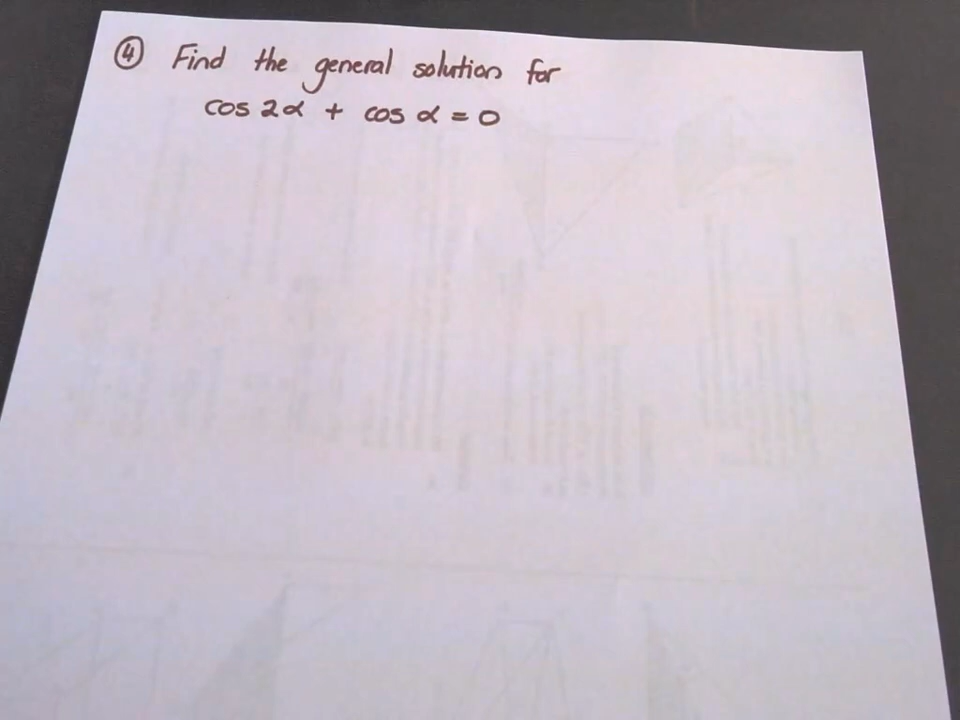 ④ Find the general solution for
cos 2α + cos α = 0